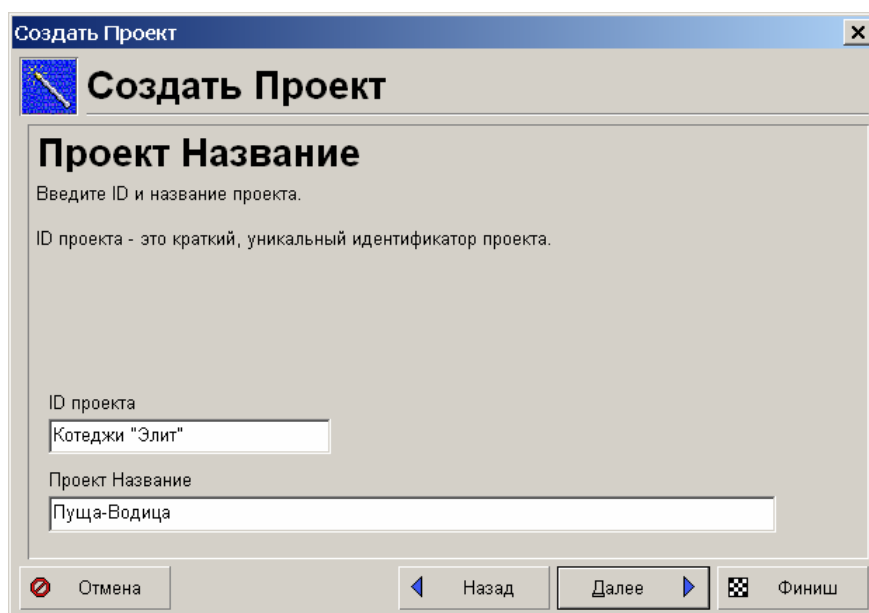 Создать Проект
Создать Проект
Проект Название
Введите ID и название проекта.
ID проекта - это краткий, уникальный идентификатор проекта.
ID проекта
Котеджи "Элит"
Проект Название
Пуща-Водица
Отмена
Назад
Далее
Финиш